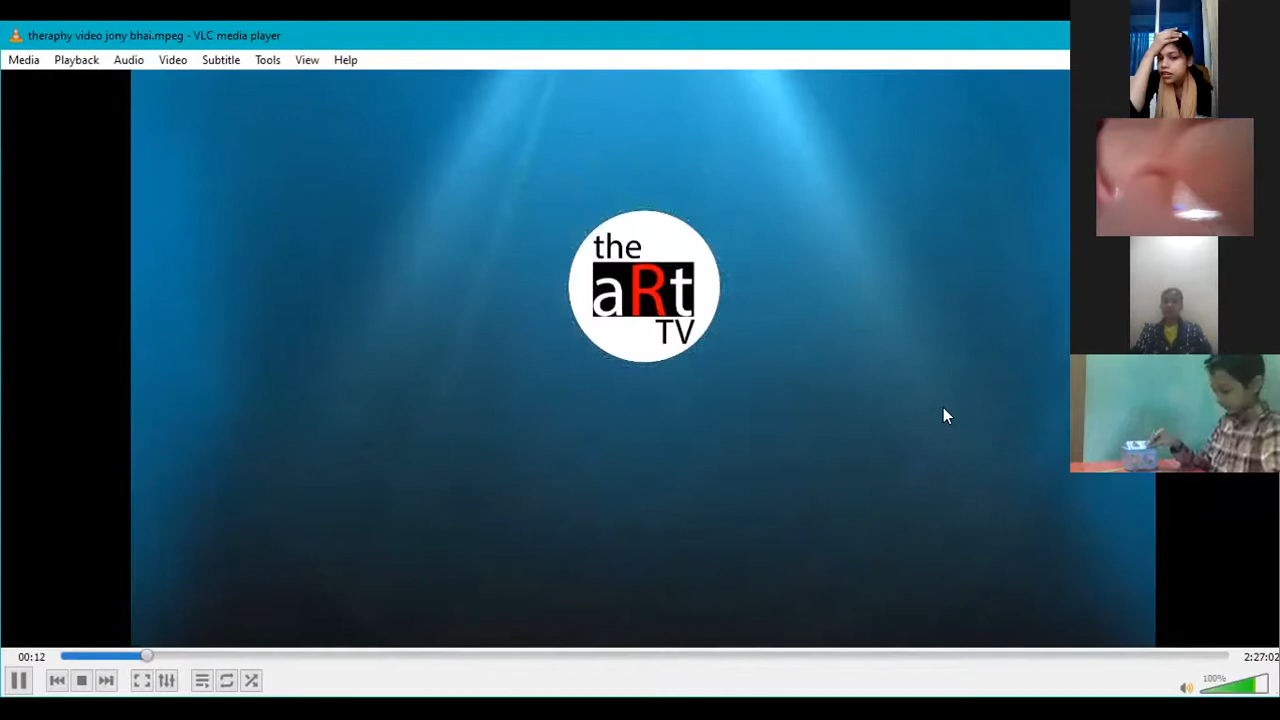 theraphy video jony bhai.mpeg - VLC media player
Media Playback Audio Video Subtitle Tools View Help
the
aRt
TV
00:12
2:27:02
100%